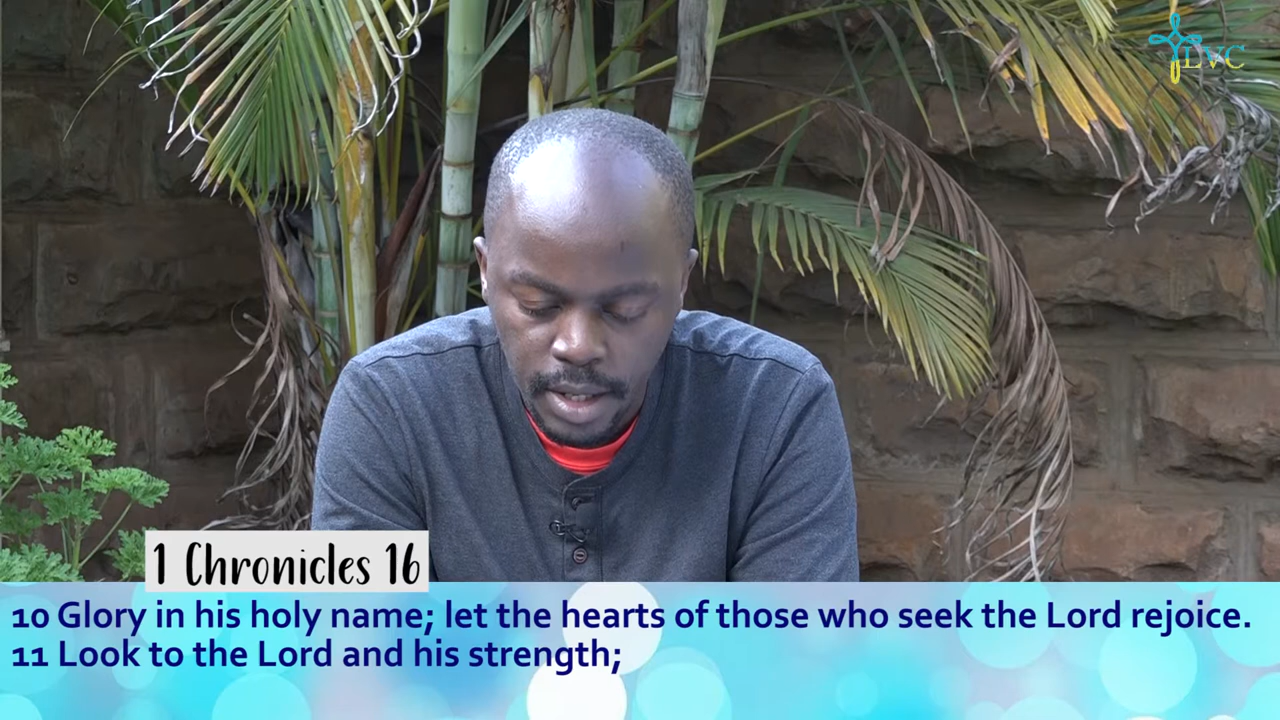 LVC
1 Chronicles 16
10 Glory in his holy name; let the hearts of those who seek the Lord rejoice.
11 Look to the Lord and his strength;